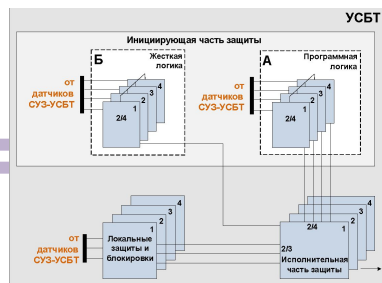 УСБТ
Инициирующая часть защиты
Б
Жесткая
логика
А
Программная
логика
от
датчиков
СУЗ-УСБТ
4
3
2
1
2/4
от
датчиков
СУЗ-УСБТ
4
3
2
1
2/4
от
датчиков
СУЗ-УСБТ
4
3
2
1
Локальные
защиты и
блокировки
4
3
2
2/4
1
2/3
Исполнительная
часть защиты